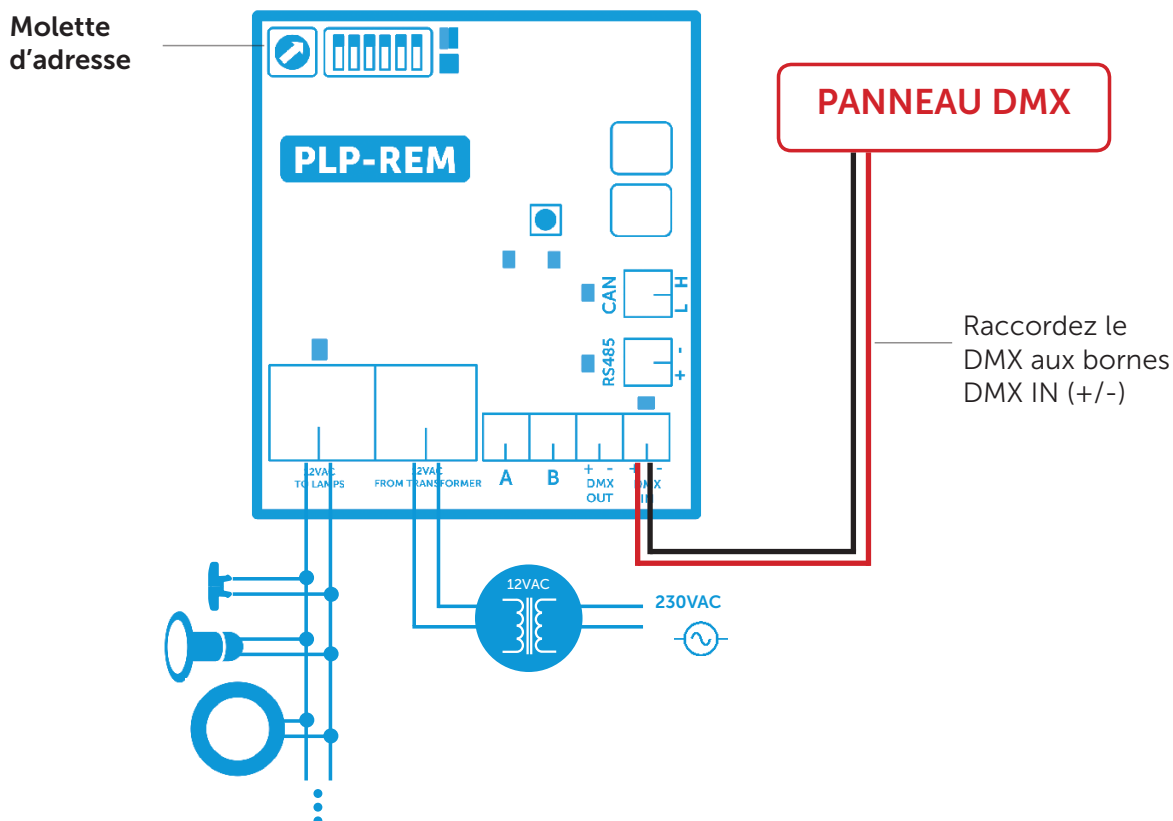 Molette
d'adresse
PANNEAU DMX
PLP-REM
CAN
L H
RS485
+ -
Raccordez le
DMX aux bornes
DMX IN (+/-)
12VAC
TO LAMPS
12VAC
FROM TRANSFORMER
A
B
+ -
DMX
OUT
+ -
DMX
IN
12VAC
230VAC